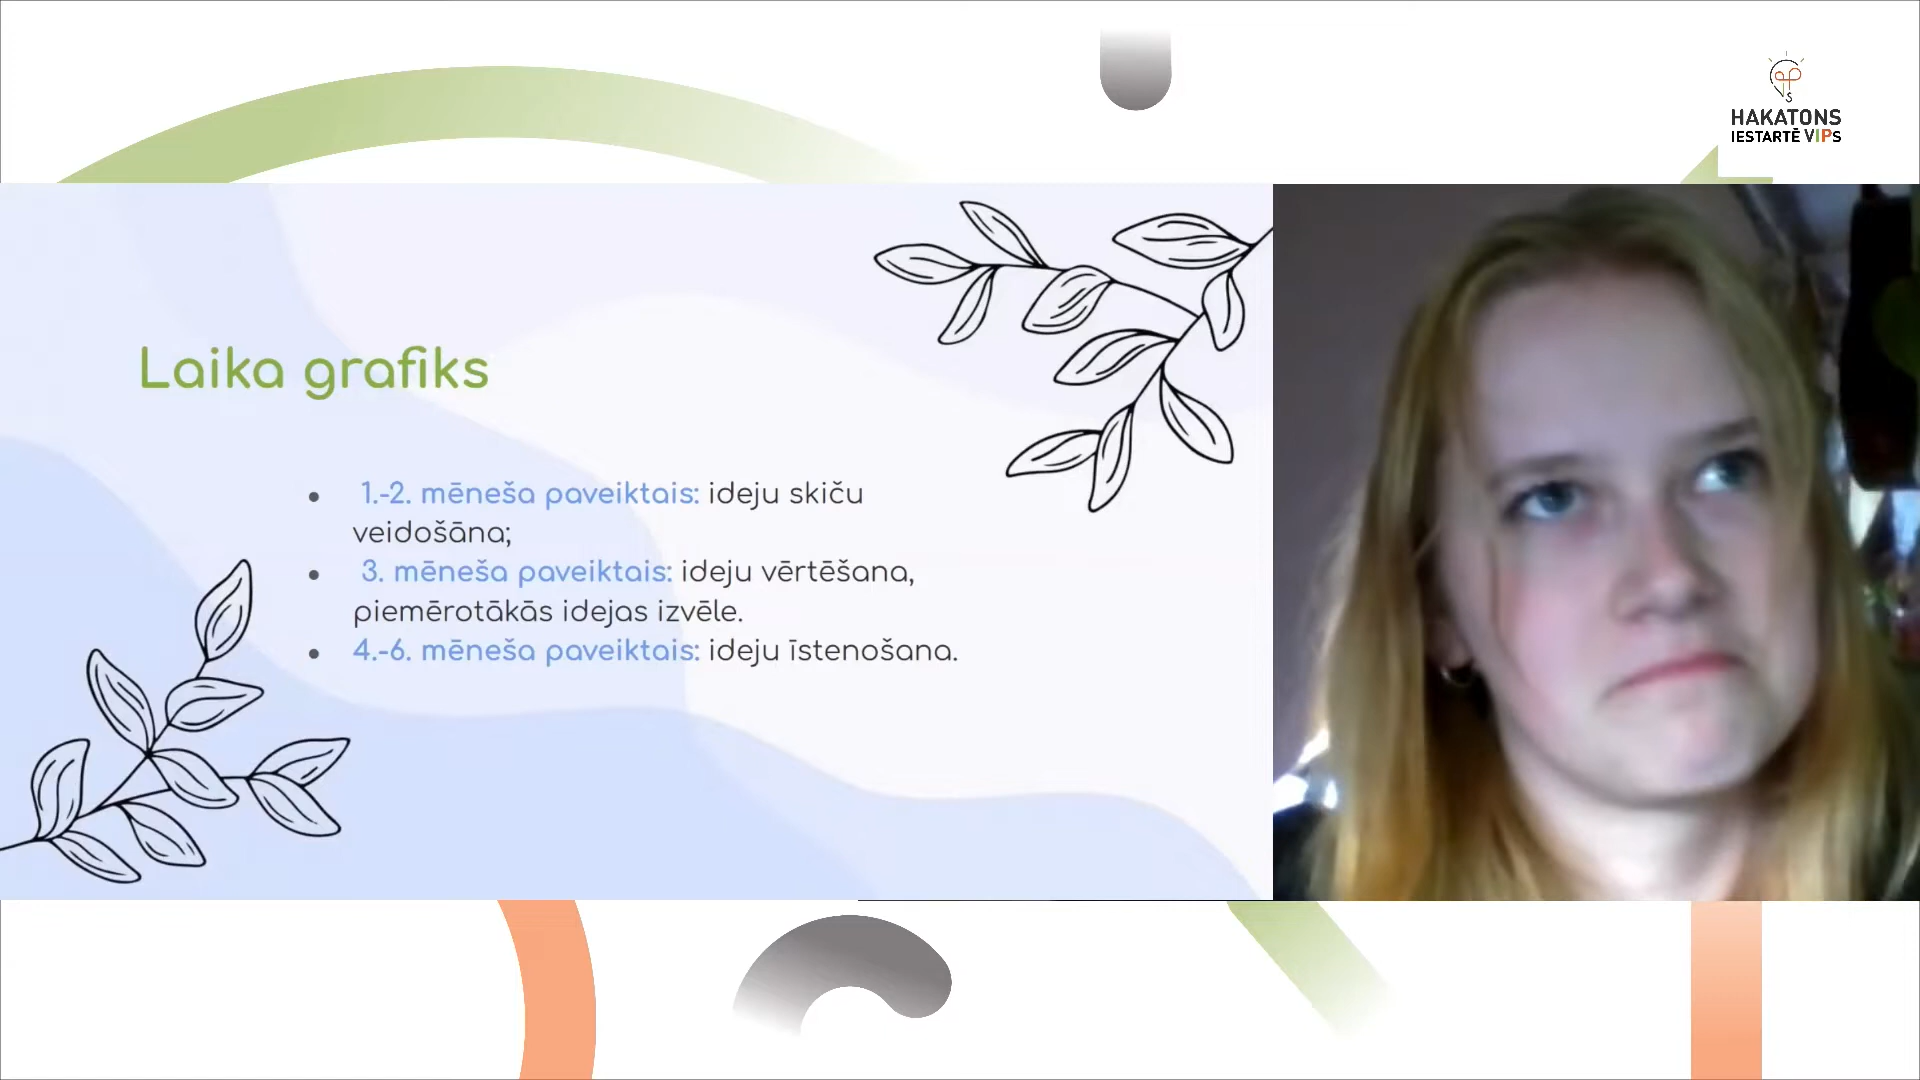 HAKATONS
IESTARTĒ VIPS
Laika grafiks
1.-2. mēneša paveiktais: ideju skiču
veidošāna;
3. mēneša paveiktais: ideju vērtēšana,
piemērotākās idejas izvēle.
4.-6. mēneša paveiktais: ideju īstenošana.